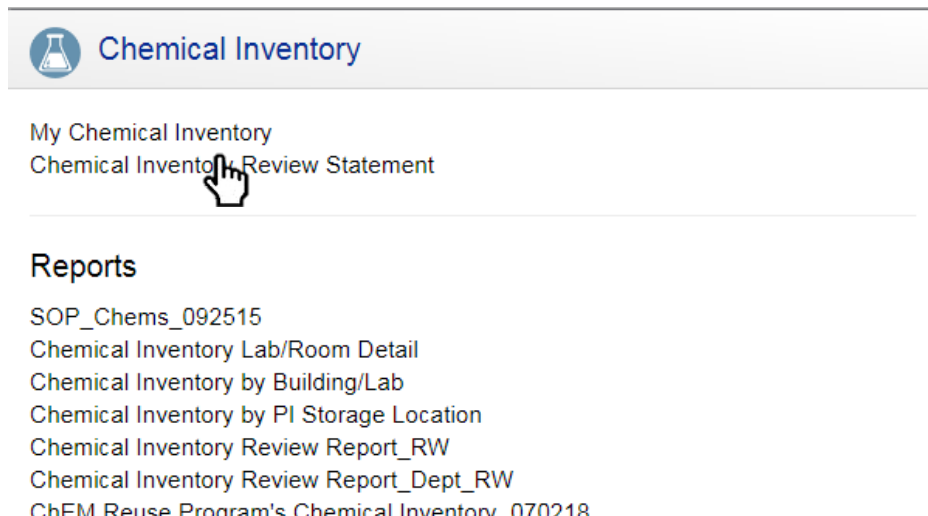 Chemical Inventory
My Chemical Inventory
Chemical Inventory Review Statement
Reports
SOP_Chems_092515
Chemical Inventory Lab/Room Detail
Chemical Inventory by Building/Lab
Chemical Inventory by PI Storage Location
Chemical Inventory Review Report_RW
Chemical Inventory Review Report_Dept_RW
ChEM Reuse Program's Chemical Inventory_070218